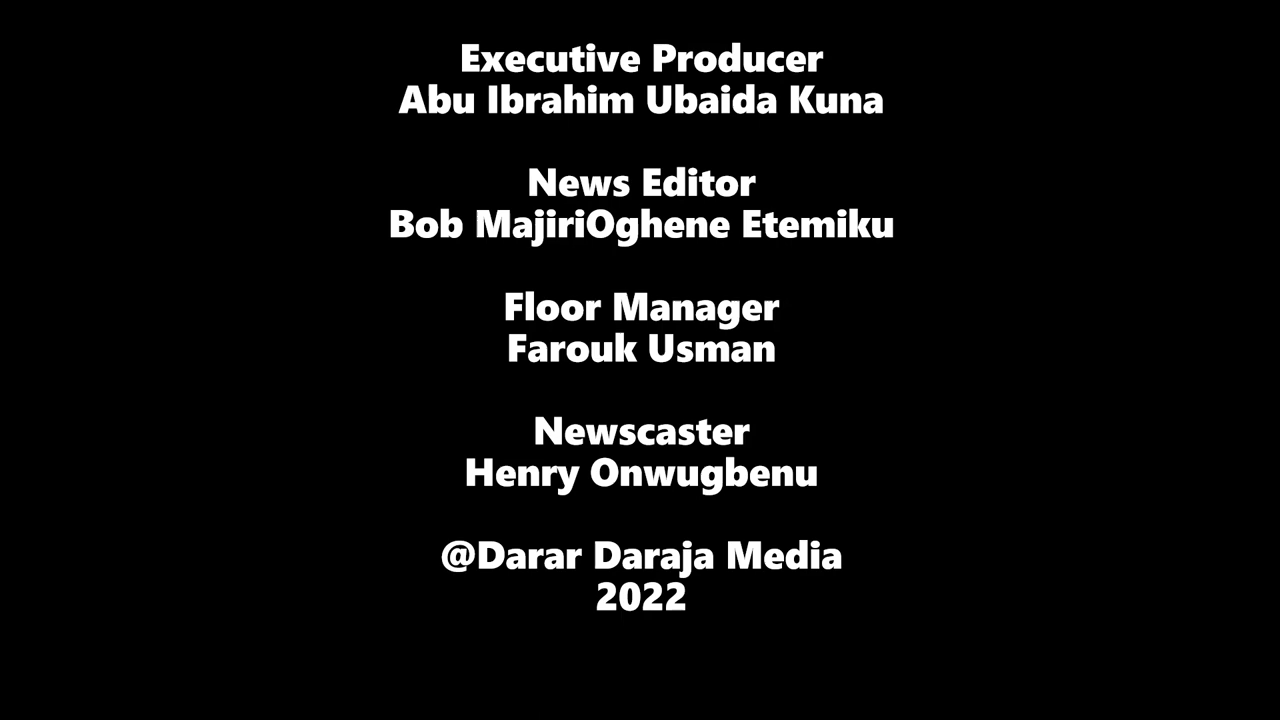 Executive Producer
Abu Ibrahim Ubaida Kuna
News Editor
Bob MajiriOghene Etemiku
Floor Manager
Farouk Usman
Newscaster
Henry Onwugbenu
@Darar Daraja Media
2022